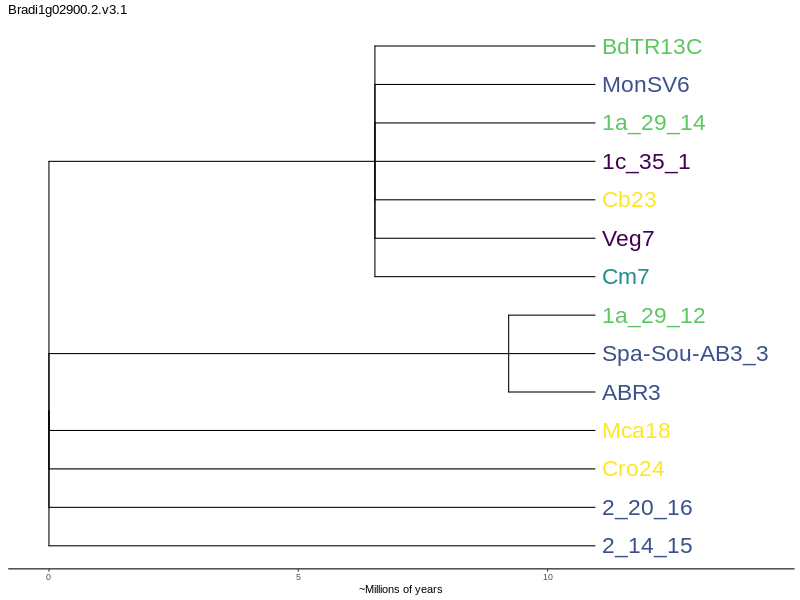 Bradi1g02900.2.v3.1
BdTR13C
MonSV6
1a_29_14
1c_35_1
Cb23
Veg7
Cm7
1a_29_12
Spa-Sou-AB3_3
ABR3
Mca18
Cro24
2_20_16
2_14_15
0 5 10
~Millions of years